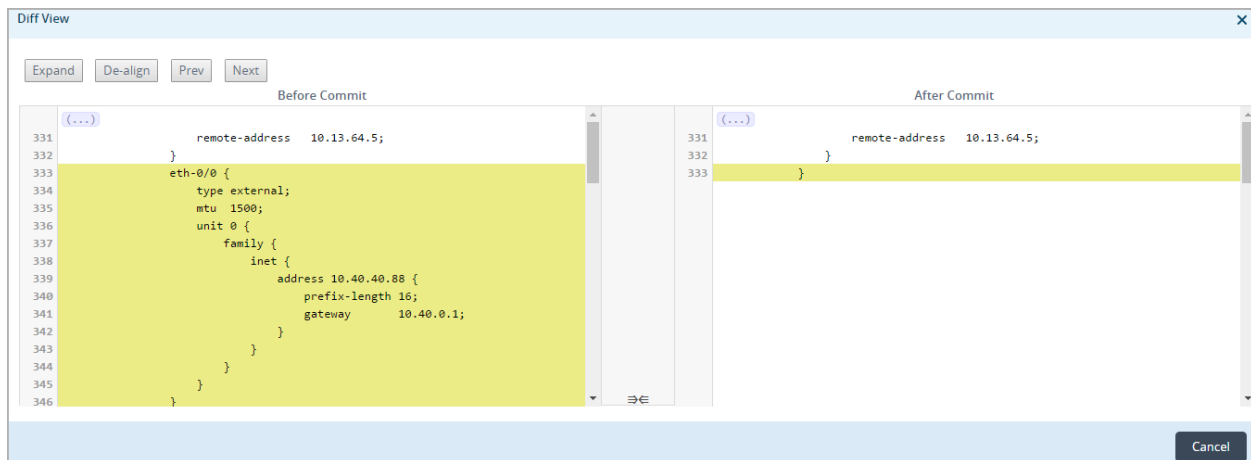 Diff View ×
Expand De-align Prev Next
Before Commit
(...)
331 remote-address 10.13.64.5;
332 }
333 eth-0/0 {
334 type external;
335 mtu 1500;
336 unit 0 {
337 family {
338 inet {
339 address 10.40.40.88 {
340 prefix-length 16;
341 gateway 10.40.0.1;
342 }
343 }
344 }
345 }
346 }
After Commit
(...)
331 remote-address 10.13.64.5;
332 }
333 }
Cancel